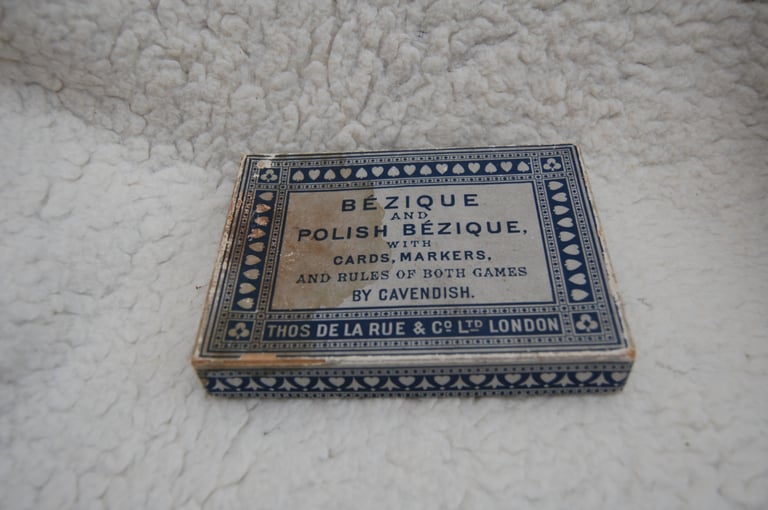 BÉZIQUE
AND
POLISH BÉZIQUE,
WITH
CARDS, MARKERS,
AND RULES OF BOTH GAMES
BY CAVENDISH.
THOS DE LA RUE & Co LTD LONDON